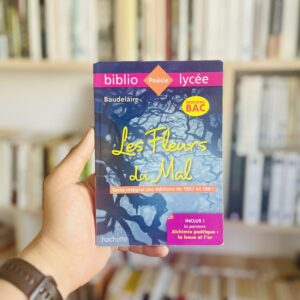 biblio Poésie lycée
Baudelaire
NOUVEAU
BAC
Les Fleurs
du Mal
Texte intégral des éditions de 1857 et 1861
INCLUS !
Le parcours
Alchimie poétique :
la boue et l'or
hachette